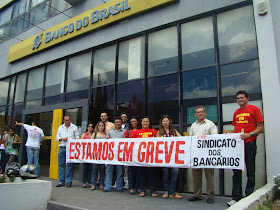 BANCO DO BRASIL
ESTAMOS EM GREVE
SINDICATO
DOS
BANCÁRIOS